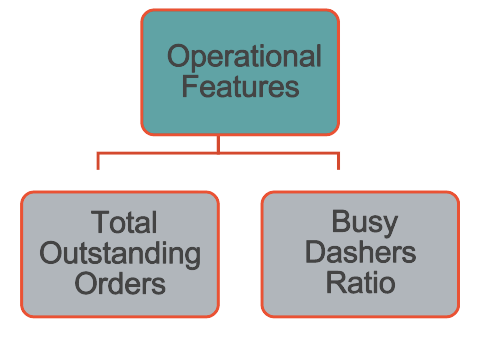 Operational
Features
Total
Outstanding
Orders
Busy
Dashers
Ratio